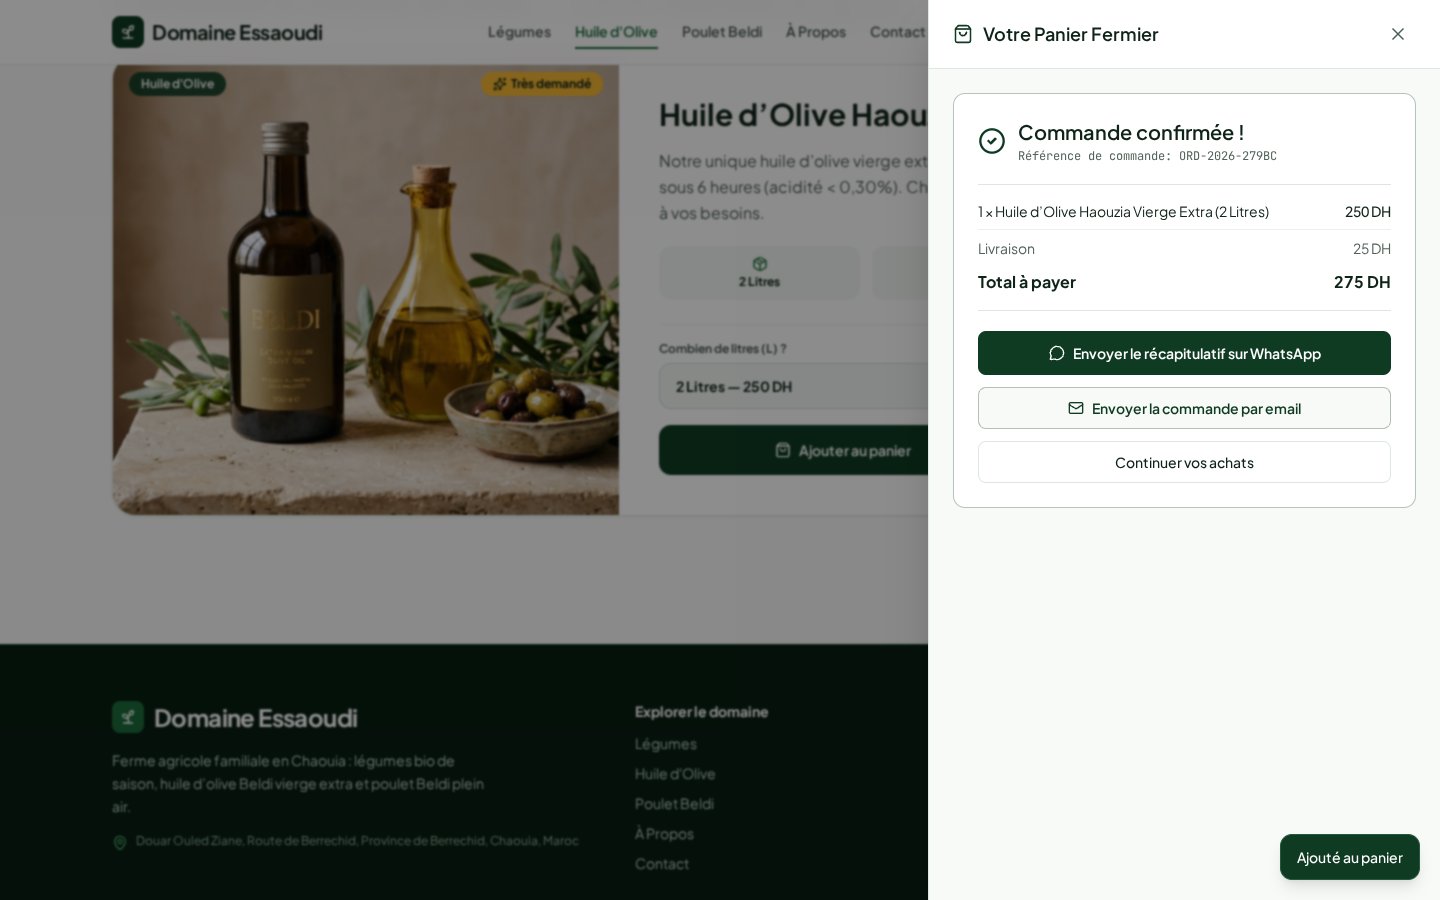 Domaine Essaoudi
Légumes
Huile d'Olive
Poulet Beldi
À Propos
Contact
Huile d'Olive
Très demandé
BELDI
Huile d'Olive Haou
Notre unique huile d'olive vierge ext
sous 6 heures (acidité < 0,30%). Ch
à vos besoins.
2 Litres
Combien de litres (L) ?
2 Litres — 250 DH
Ajouter au panier
Domaine Essaoudi
Ferme agricole familiale en Chaouia : légumes bio de
saison, huile d'olive Beldi vierge extra et poulet Beldi plein
air.
Douar Ouled Ziane, Route de Berrechid, Province de Berrechid, Chaouia, Maroc
Explorer le domaine
Légumes
Huile d'Olive
Poulet Beldi
À Propos
Contact
Votre Panier Fermier
Commande confirmée !
Référence de commande: ORD-2026-279BC
1 × Huile d'Olive Haouzia Vierge Extra (2 Litres) 250 DH
Livraison 25 DH
Total à payer 275 DH
Envoyer le récapitulatif sur WhatsApp
Envoyer la commande par email
Continuer vos achats
Ajouté au panier